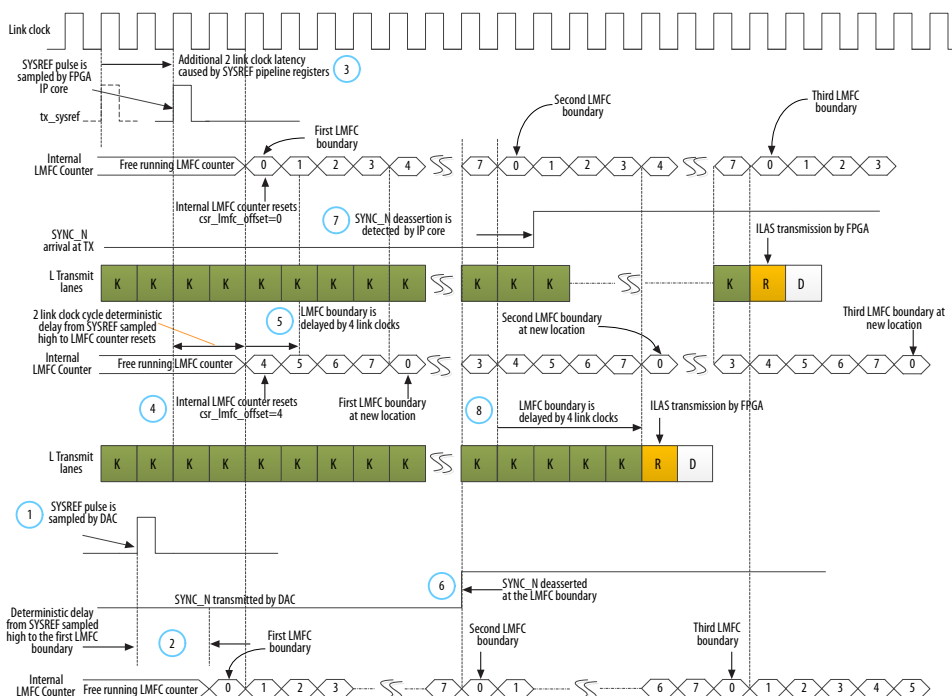 Link clock
SYSREF pulse is
sampled by FPGA
IP core
Additional 2 link clock latency
caused by SYSREF pipeline registers
3
tx_sysref
First LMFC
boundary
Second LMFC
boundary
Third LMFC
boundary
Internal
LMFC Counter
Free running LMFC counter 0 1 2 3 4 7 0 1 2 3 4 7 0 1 2 3
Internal LMFC counter resets
csr_lmfc_offset=0
7
SYNC_N deassertion is
detected by IP core
SYNC_N
arrival at TX
ILAS transmission by FPGA
L Transmit
lanes
K K K K K K K K K K K K K R D
2 link clock cycle deterministic
delay from SYSREF sampled
high to LMFC counter resets
5
LMFC boundary is
delayed by 4 link clocks
Second LMFC boundary
at new location
Third LMFC boundary at
new location
Internal
LMFC Counter
Free running LMFC counter 4 5 6 7 0 3 4 5 6 7 0 3 4 5 6 7 0
4
Internal LMFC counter resets
csr_lmfc_offset=4
First LMFC boundary
at new location
8
LMFC boundary is
delayed by 4 link clocks
ILAS transmission by FPGA
L Transmit
lanes
K K K K K K K K K K K K K K R D
1
SYSREF pulse is
sampled by DAC
6
SYNC_N deasserted
at the LMFC boundary
SYNC_N transmitted by DAC
Deterministic delay
from SYSREF sampled
high to the first LMFC
boundary
2
First LMFC
boundary
Second LMFC
boundary
Third LMFC
boundary
Internal
LMFC Counter
Free running LMFC counter 0 1 2 3 7 0 1 6 7 0 1 2 3 4 5